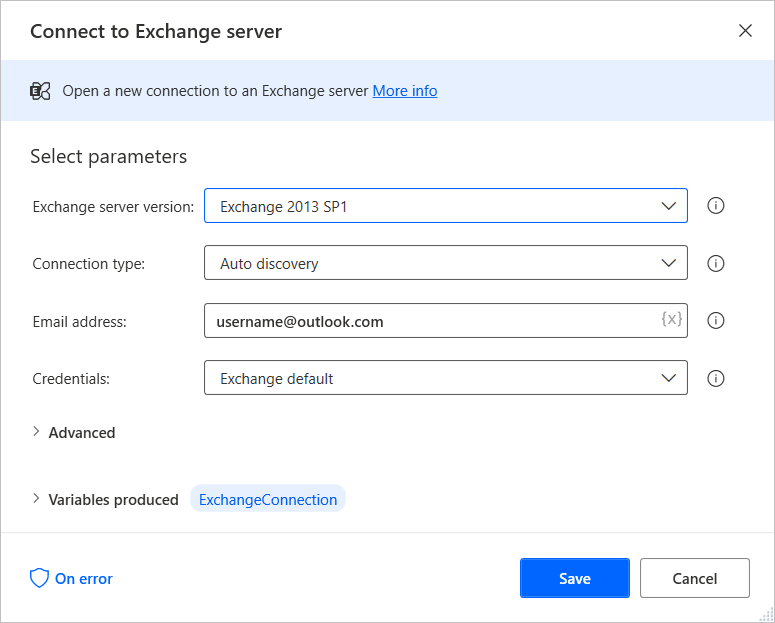 Connect to Exchange server
Open a new connection to an Exchange server More info
Select parameters
Exchange server version: Exchange 2013 SP1
Connection type: Auto discovery
Email address: username@outlook.com {x}
Credentials: Exchange default
Advanced
Variables produced ExchangeConnection
On error Save Cancel